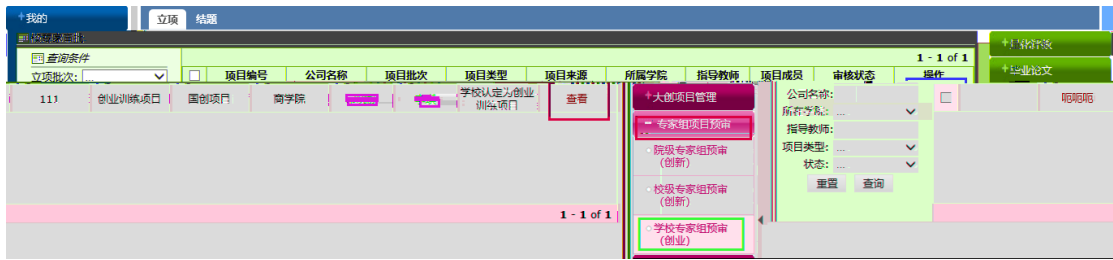 +我的
立项 结题
查询条件
1 - 1 of 1
立项批次: ...
项目编号 公司名称 项目批次 项目类型 项目来源 所属学院 指导教师 项目成员 审核状态 操作
111 创业训练项目 国创项目 商学院 学校认定为创业
训练项目
查看
1 - 1 of 1
+大创项目管理
- 专家组项目预审
院级专家组预审
(创新)
校级专家组预审
(创新)
学校专家组预审
(创业)
公司名称:
所在学院: ...
指导教师:
项目类型: ...
状态: ...
重置 查询
+毕业论文
呃呃呃